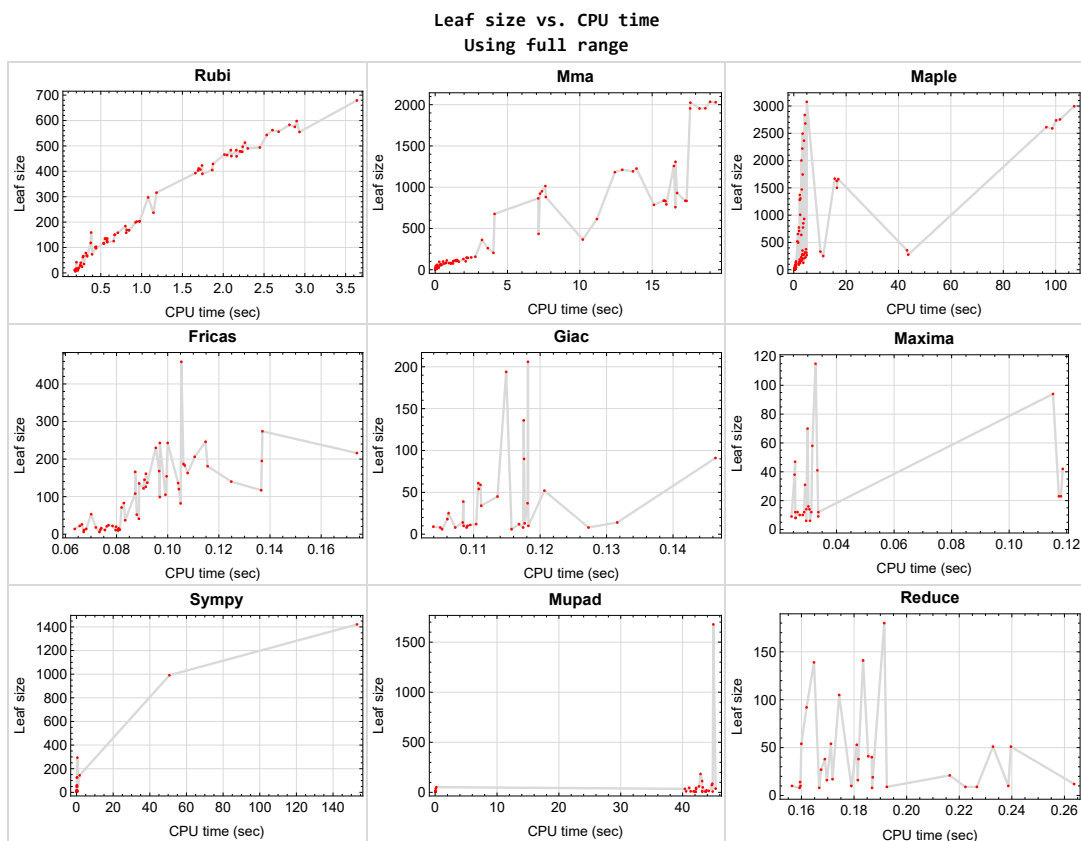 Leaf size vs. CPU time
Using full range
Rubi
Mma
Maple
Leaf size
700
600
500
400
300
200
100
0
0.5 1.0 1.5 2.0 2.5 3.0 3.5
CPU time (sec)
Leaf size
2000
1500
1000
500
0
0 5 10 15
CPU time (sec)
Leaf size
3000
2500
2000
1500
1000
500
0
0 20 40 60 80 100
CPU time (sec)
Fricas
Giac
Maxima
Leaf size
400
300
200
100
0
0.06 0.08 0.10 0.12 0.14 0.16
CPU time (sec)
Leaf size
200
150
100
50
0
0.11 0.12 0.13 0.14
CPU time (sec)
Leaf size
120
100
80
60
40
20
0
0.04 0.06 0.08 0.10 0.12
CPU time (sec)
Sympy
Mupad
Reduce
Leaf size
1400
1200
1000
800
600
400
200
0
0 20 40 60 80 100 120 140
CPU time (sec)
Leaf size
1500
1000
500
0
0 10 20 30 40
CPU time (sec)
Leaf size
150
100
50
0
0.16 0.18 0.20 0.22 0.24 0.26
CPU time (sec)